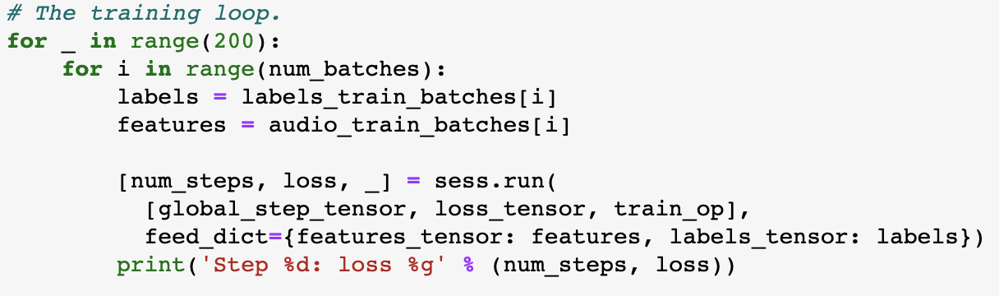 # The training loop.
for _ in range(200):
    for i in range(num_batches):
        labels = labels_train_batches[i]
        features = audio_train_batches[i]

        [num_steps, loss, _] = sess.run(
          [global_step_tensor, loss_tensor, train_op],
          feed_dict={features_tensor: features, labels_tensor: labels})
        print('Step %d: loss %g' % (num_steps, loss))